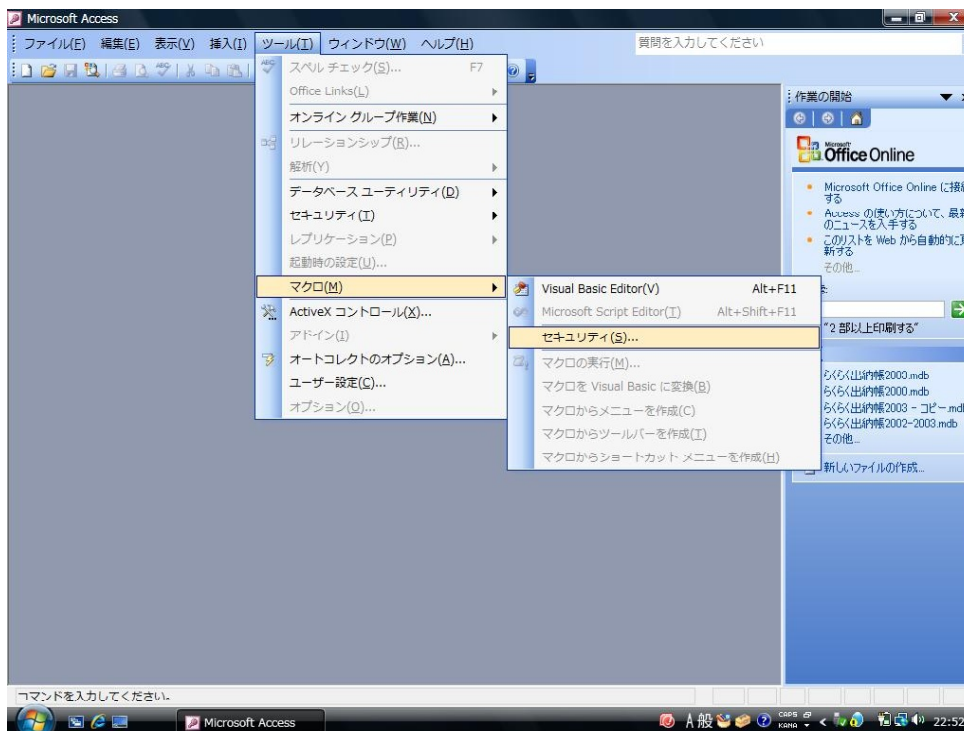 Microsoft Access
ファイル(F) 編集(E) 表示(V) 挿入(I) ツール(T) ウィンドウ(W) ヘルプ(H) 質問を入力してください
スペル チェック(S)... F7
Office Links(L)
オンライン グループ作業(N)
リレーションシップ(R)...
解析(Y)
データベース ユーティリティ(D)
セキュリティ(T)
レプリケーション(P)
起動時の設定(U)...
マクロ(M)
ActiveX コントロール(X)...
アドイン(I)
オートコレクトのオプション(A)...
ユーザー設定(C)...
オプション(O)...
Visual Basic Editor(V) Alt+F11
Microsoft Script Editor(T) Alt+Shift+F11
セキュリティ(S)...
マクロの実行(M)...
マクロを Visual Basic に変換(B)
マクロからメニューを作成(C)
マクロからツールバーを作成(T)
マクロからショートカット メニューを作成(H)
作業の開始
Microsoft Office Online
Microsoft Office Online に接続
する
Access の使い方について、最新
のニュースを入手する
このリストを Web から自動的に更
新する
その他...
"2 部以上印刷する"
らくらく出納帳2000.mdb
らくらく出納帳2000.mdb
らくらく出納帳2003 - コピー.md
らくらく出納帳2002-2003.mdb
その他...
新しいファイルの作成...
コマンドを入力してください。
Microsoft Access A 般 CAPS KANA 22:52